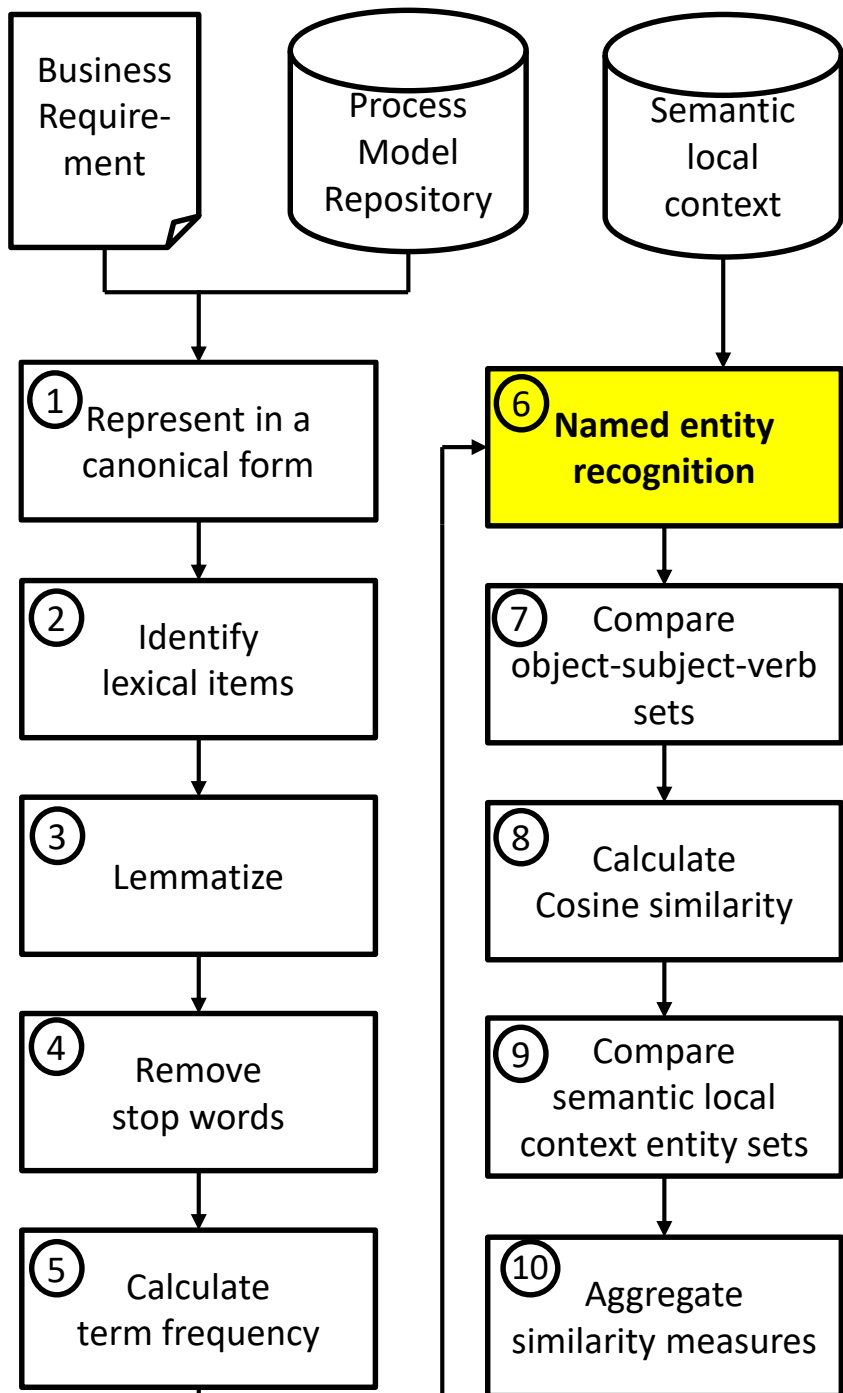 Business
Require-
ment
Process
Model
Repository
Semantic
local
context
1
Represent in a
canonical form
2
Identify
lexical items
3
Lemmatize
4
Remove
stop words
5
Calculate
term frequency
6
Named entity
recognition
7
Compare
object-subject-verb
sets
8
Calculate
Cosine similarity
9
Compare
semantic local
context entity sets
10
Aggregate
similarity measures